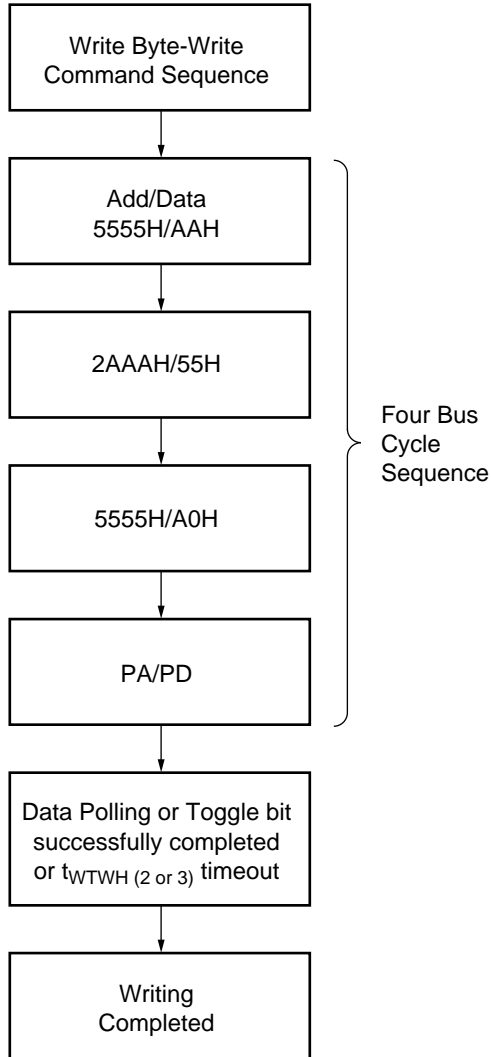 Write Byte-Write
Command Sequence
Add/Data
5555H/AAH
2AAAH/55H
5555H/A0H
PA/PD
Four Bus
Cycle
Sequence
Data Polling or Toggle bit
successfully completed
or tWTWH (2 or 3) timeout
Writing
Completed